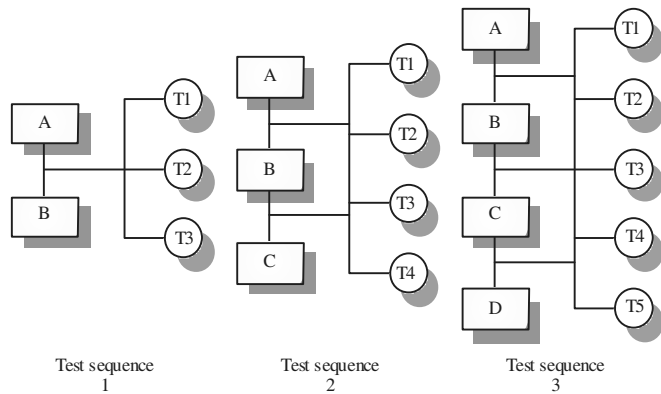 A
B
T1
T2
T3
Test sequence
1
A
B
C
T1
T2
T3
T4
Test sequence
2
A
B
C
D
T1
T2
T3
T4
T5
Test sequence
3